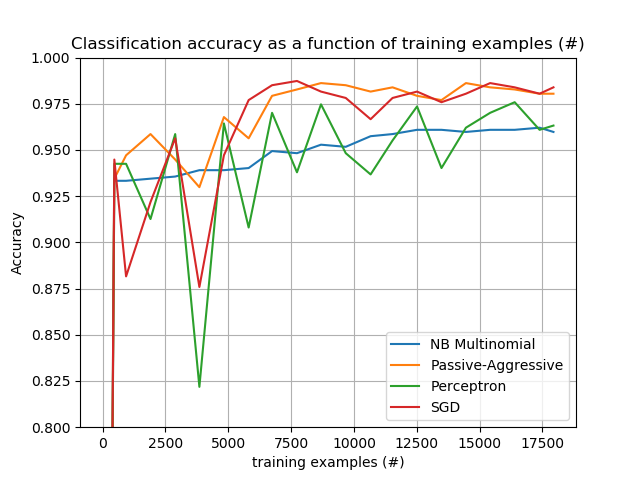 Classification accuracy as a function of training examples (#)
1.000
0.975
0.950
0.925
0.900
0.875
0.850
0.825
0.800
Accuracy
NB Multinomial
Passive-Aggressive
Perceptron
SGD
0 2500 5000 7500 10000 12500 15000 17500
training examples (#)